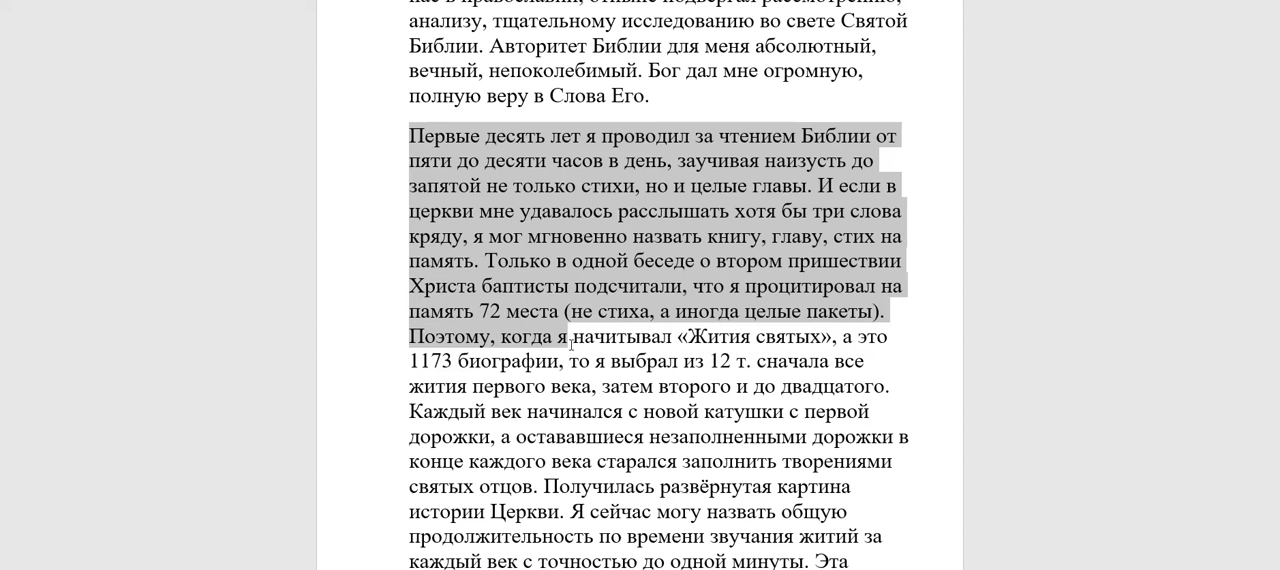 анализу, тщательному исследованию во свете Святой
Библии. Авторитет Библии для меня абсолютный,
вечный, непоколебимый. Бог дал мне огромную,
полную веру в Слова Его.
Первые десять лет я проводил за чтением Библии от
пяти до десяти часов в день, заучивая наизусть до
запятой не только стихи, но и целые главы. И если в
церкви мне удавалось расслышать хотя бы три слова
кряду, я мог мгновенно назвать книгу, главу, стих на
память. Только в одной беседе о втором пришествии
Христа баптисты подсчитали, что я процитировал на
память 72 места (не стиха, а иногда целые пакеты).
Поэтому, когда я начитывал «Жития святых», а это
1173 биографии, то я выбрал из 12 т. сначала все
жития первого века, затем второго и до двадцатого.
Каждый век начинался с новой катушки с первой
дорожки, а остававшиеся незаполненными дорожки в
конце каждого века старался заполнить творениями
святых отцов. Получилась развёрнутая картина
истории Церкви. Я сейчас могу назвать общую
продолжительность по времени звучания житий за
каждый век с точностью до одной минуты. Эта